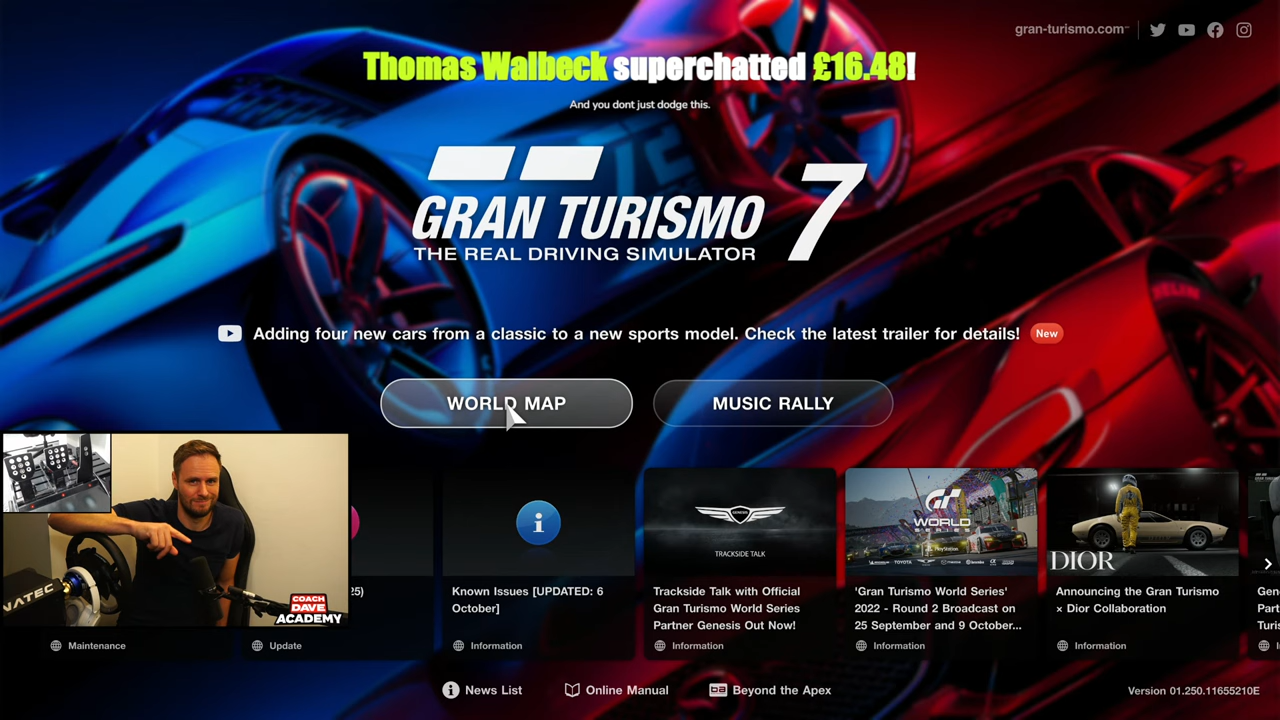 gran-turismo.com
Thomas Walbeck superchatted £16.48!
And you dont just dodge this.
GRAN TURISMO 7
THE REAL DRIVING SIMULATOR
Adding four new cars from a classic to a new sports model. Check the latest trailer for details! New
WORLD MAP
MUSIC RALLY
COACH
DAVE
ACADEMY
Maintenance
25)
Update
Known Issues [UPDATED: 6
October]
Information
GENESIS
TRACKSIDE TALK
Trackside Talk with Official
Gran Turismo World Series
Partner Genesis Out Now!
Information
GT
WORLD
SERIES
PlayStation
TOYOTA
'Gran Turismo World Series'
2022 - Round 2 Broadcast on
25 September and 9 October...
Information
DIOR
Announcing the Gran Turismo
× Dior Collaboration
Information
News List
Online Manual
Beyond the Apex
Version 01.250.11655210E